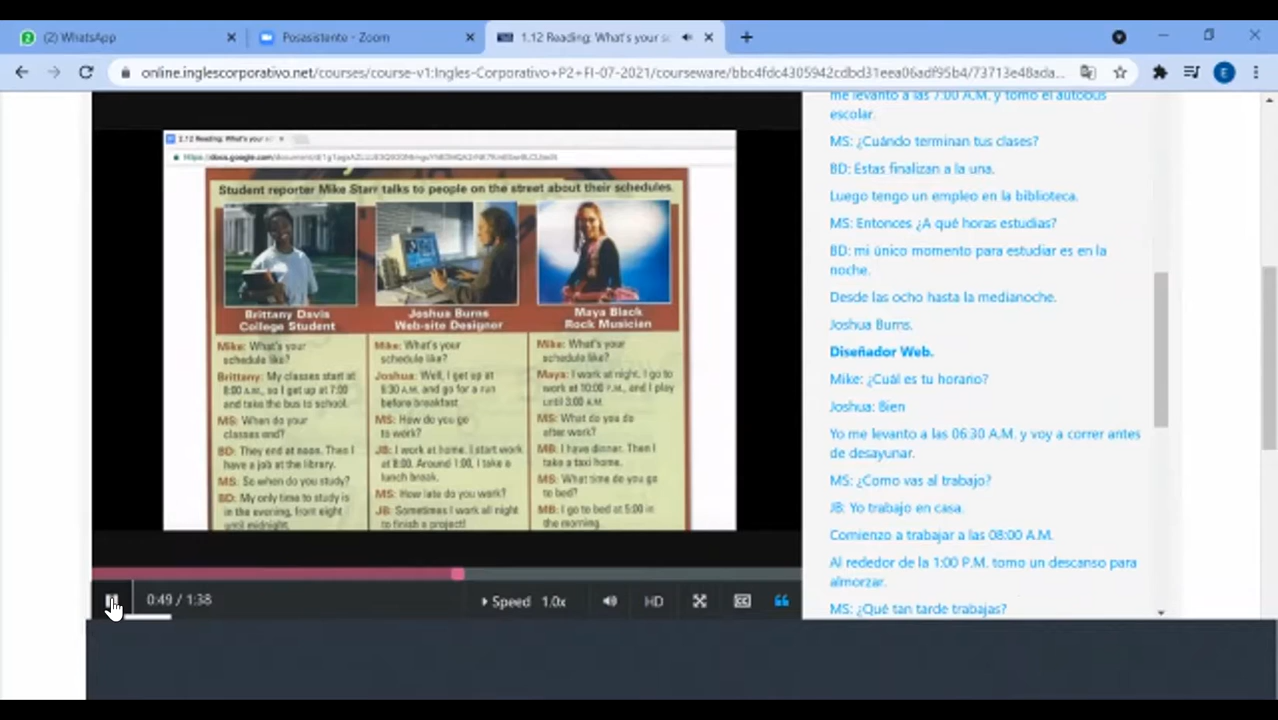 (2) WhatsApp
Posasistente - Zoom
1.12 Reading: What's your sc
online.inglescorporativo.net/courses/course-v1:Ingles-Corporativo+P2+FI-07-2021/courseware/bbc4fdc4305942cdbd31eea06adf95b4/73713e48ada...
E
1.12 Reading: What's your
Student reporter Mike Starr talks to people on the street about their schedules.
Brittany Davis
College Student
Mike: What's your
schedule like?
Brittany: My classes start at
8:00 A.M., so I get up at 7:00
and take the bus to school.
MS: When do your
classes end?
BD: They end at noon. Then I
have a job at the library.
MS: So when do you study?
BD: My only time to study is
in the evening, from eight
until midnight.
Joshua Burns
Web-site Designer
Mike: What's your
schedule like?
Joshua: Well, I get up at
6:30 A.M. and go for a run
before breakfast.
MS: How do you go
to work?
JB: I work at home. I start work
at 8:00. Around 1:00, I take a
lunch break.
MS: How late do you work?
JB: Sometimes I work all night
to finish a project!
Maya Black
Rock Musician
Mike: What's your
schedule like?
Maya: I work at night. I go to
work at 10:00 P.M., and I play
until 3:00 A.M.
MS: What do you do
after work?
MB: I have dinner. Then I
take a taxi home.
MS: What time do you go
to bed?
MB: I go to bed at 5:00 in
the morning.
0:49 / 1:38
Speed 1.0x
HD
me levanto a las 7:00 A.M. y tomo el autobus
escolar.
MS: ¿Cuándo terminan tus clases?
BD: Estas finalizan a la una.
Luego tengo un empleo en la biblioteca.
MS: Entonces ¿A qué horas estudias?
BD: mi único momento para estudiar es en la
noche.
Desde las ocho hasta la medianoche.
Joshua Burns.
Diseñador Web.
Mike: ¿Cuál es tu horario?
Joshua: Bien
Yo me levanto a las 06:30 A.M. y voy a correr antes
de desayunar.
MS: ¿Como vas al trabajo?
JB: Yo trabajo en casa.
Comienzo a trabajar a las 08:00 A.M.
Al rededor de la 1:00 P.M. tomo un descanso para
almorzar.
MS: ¿Qué tan tarde trabajas?